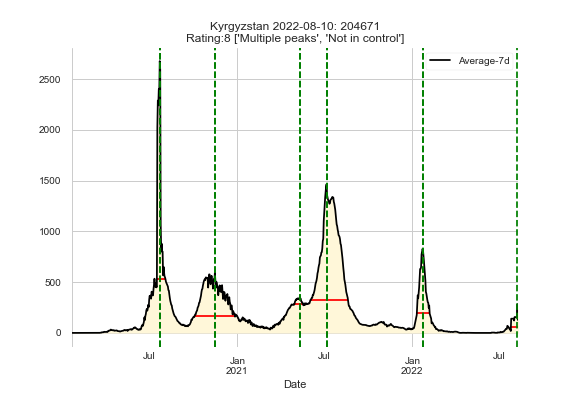 Kyrgyzstan 2022-08-10: 204671
Rating:8 ['Multiple peaks', 'Not in control']
Average-7d
2500
2000
1500
1000
500
0
Jul
Jan
2021
Jul
Jan
2022
Jul
Date